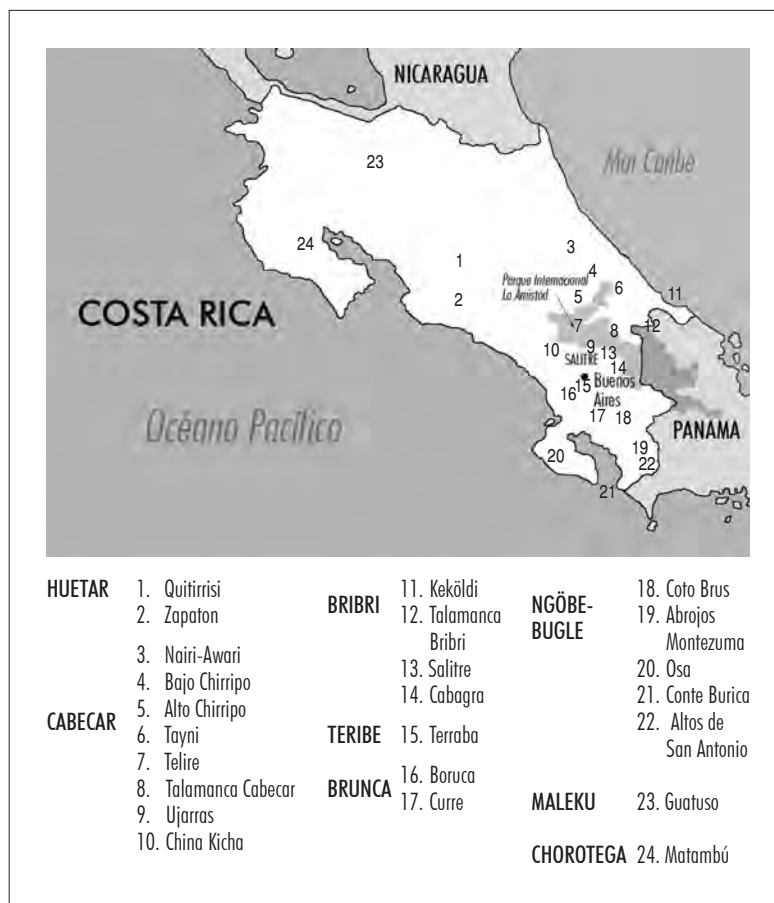 NICARAGUA
Mar Caribe
23
24
1
2
3
4
Parque Internacional
La Amistad
5
6
11
COSTA RICA
7
8
12
10
9
13
SALITRE
14
15
Buenos
Aires
16
17
18
Océano Pacífico
PANAMA
19
20
22
21
HUETAR
1. Quitirrisi
2. Zapaton
CABECAR
3. Nairi-Awari
4. Bajo Chirripo
5. Alto Chirripo
6. Tayni
7. Telire
8. Talamanca Cabecar
9. Ujarras
10. China Kicha
BRIBRI
11. Keköldi
12. Talamanca
Bribri
13. Salitre
14. Cabagra
TERIBE
15. Terraba
BRUNCA
16. Boruca
17. Curre
NGÖBE-
BUGLE
18. Coto Brus
19. Abrojos
Montezuma
20. Osa
21. Conte Burica
22. Altos de
San Antonio
MALEKU
23. Guatuso
CHOROTEGA
24. Matambú